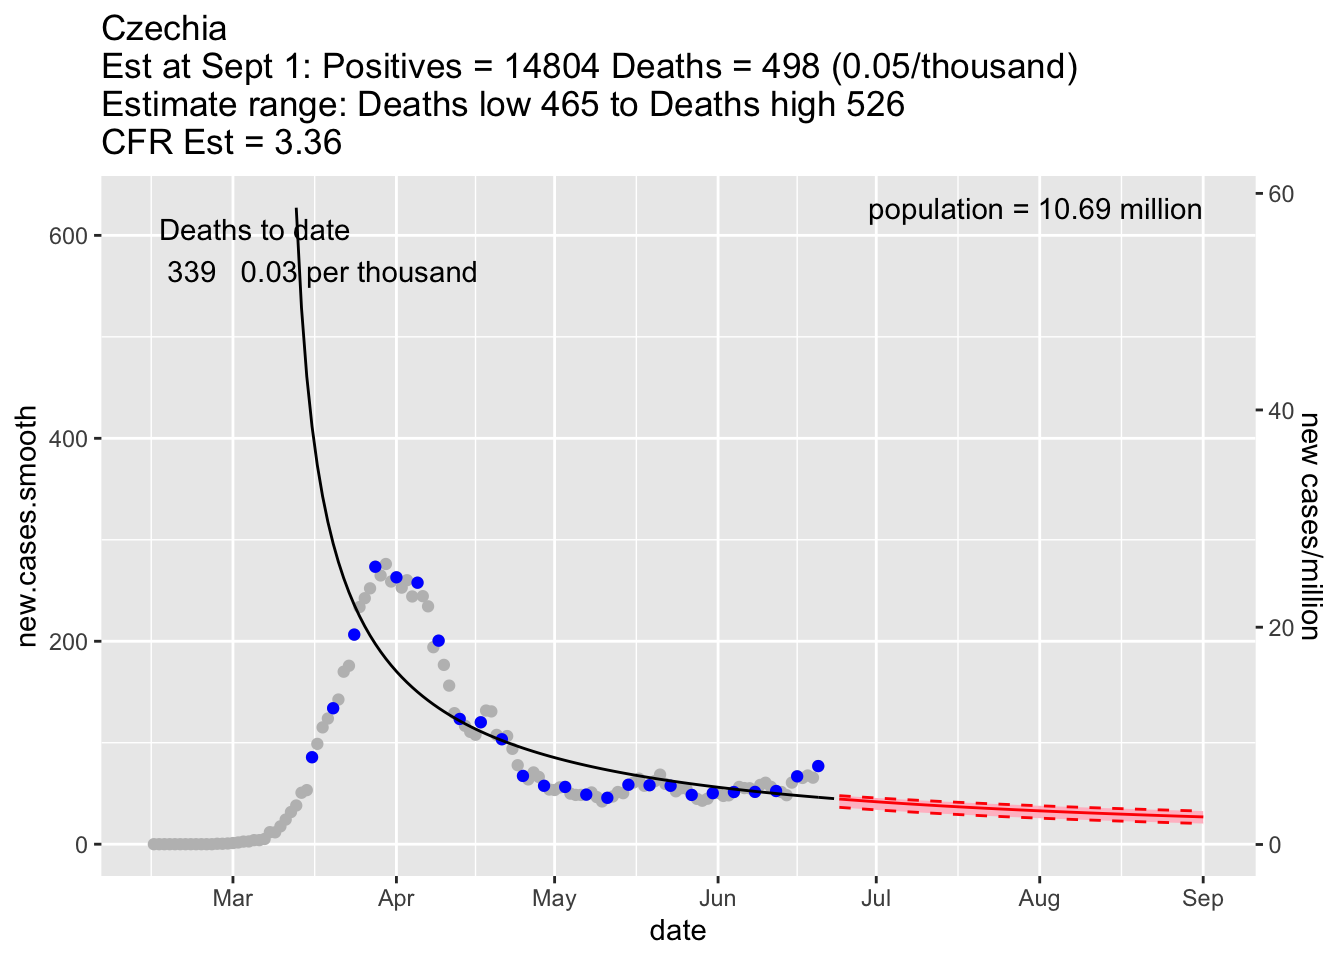 Czechia
Est at Sept 1: Positives = 14804 Deaths = 498 (0.05/thousand)
Estimate range: Deaths low 465 to Deaths high 526
CFR Est = 3.36
Deaths to date
339 0.03 per thousand
population = 10.69 million
new.cases.smooth
600
400
200
0
60
40
20
0
new cases/million
Mar Apr May Jun Jul Aug Sep
date